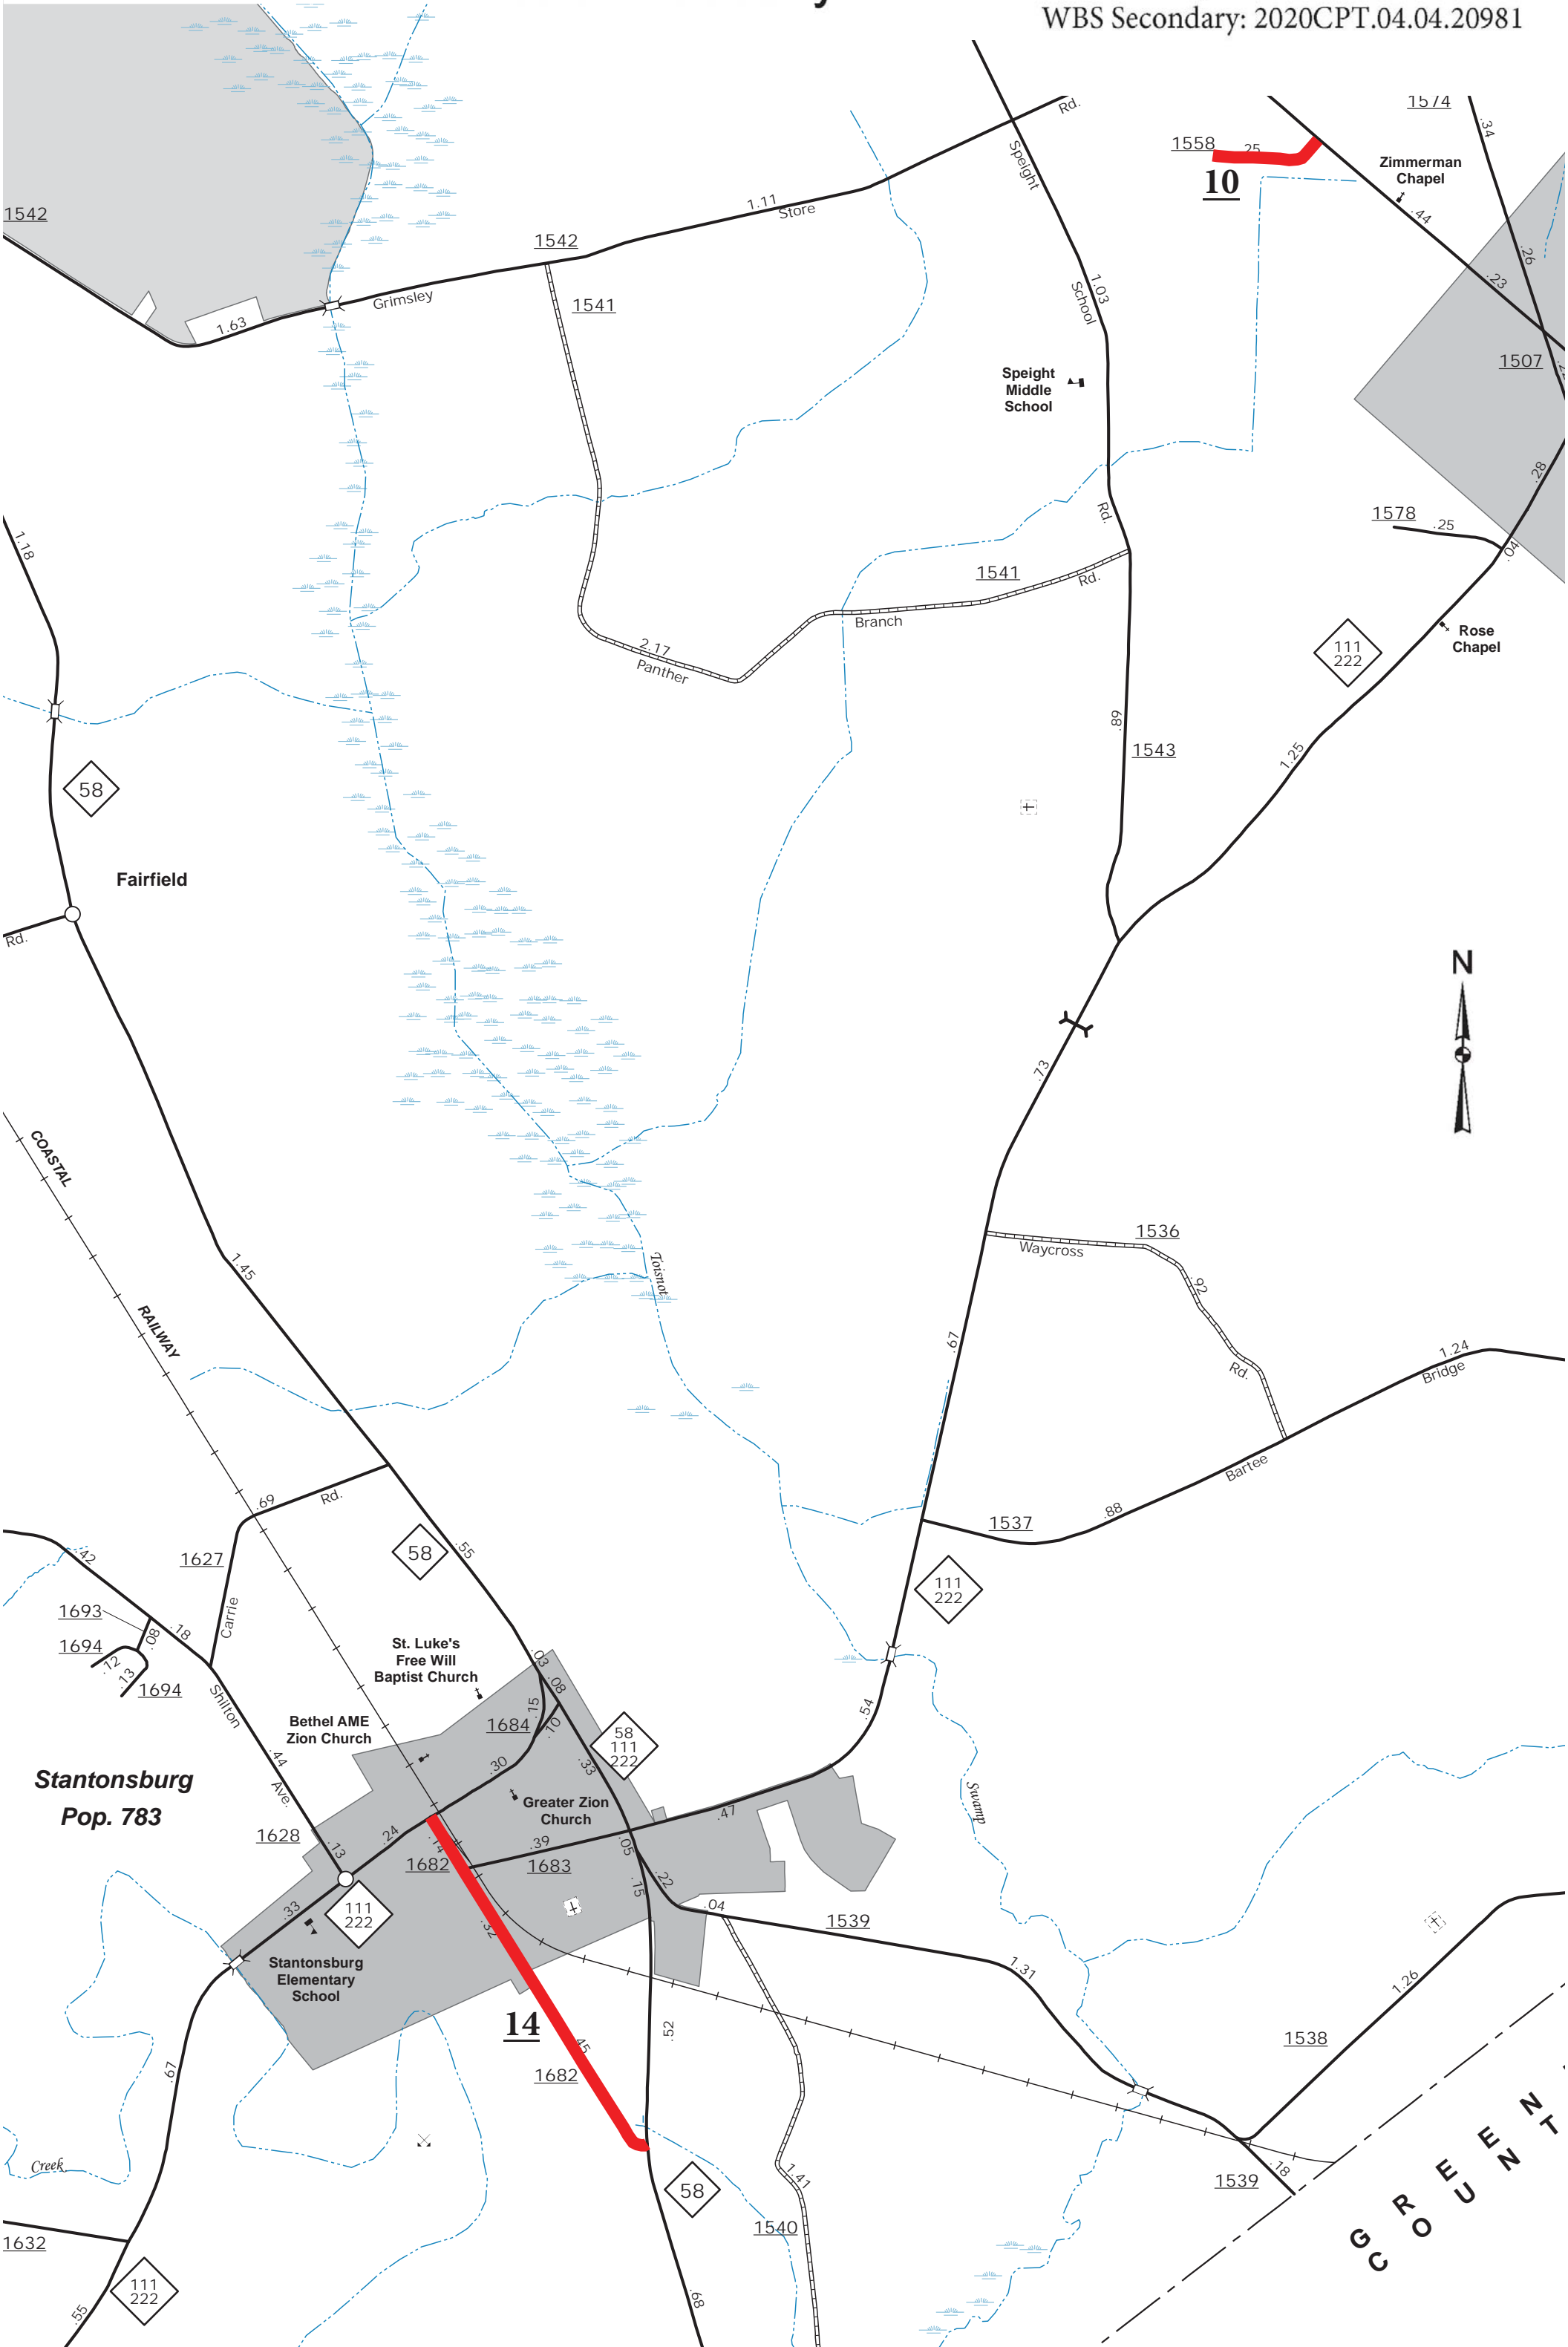 WBS Secondary: 2020CPT.04.04.20981
Rd.
1574
.34
1558
.25
10
Zimmerman
Chapel
.44
Speight
1.11
Store
1542
1542
.26
.23
1.03
School
1541
Grimsley
1.63
1507
Speight
Middle
School
.28
1578
.25
.04
Rd.
1.18
1541
Rd.
Branch
2.17
Panther
111
222
Rose
Chapel
.89
1543
1.25
58
Fairfield
Rd.
N
.73
COASTAL
1536
Waycross
.92
1.45
Toisnot
RAILWAY
.67
Rd.
1.24
Bridge
Bartee
.69
Rd.
.88
1537
58
.55
.42
1627
111
222
1693
.18
Carrie
.08
1694
.12
.13
1694
St. Luke's
Free Will
Baptist Church
.03
.08
Shilton
.15
.54
1684
.10
Bethel AME
Zion Church
58
111
222
.44
.30
.33
Stantonsburg
Pop. 783
Ave.
Swamp
Greater Zion
Church
.47
1628
.13
.24
.14
.39
.05
1682
1683
.22
.15
.33
111
222
.04
1539
.32
Stantonsburg
Elementary
School
1.31
1.26
14
.52
.45
1538
1682
.67
Creek
1.41
.18
1539
58
GREEN
COUNT
1540
1632
111
222
.68
.55